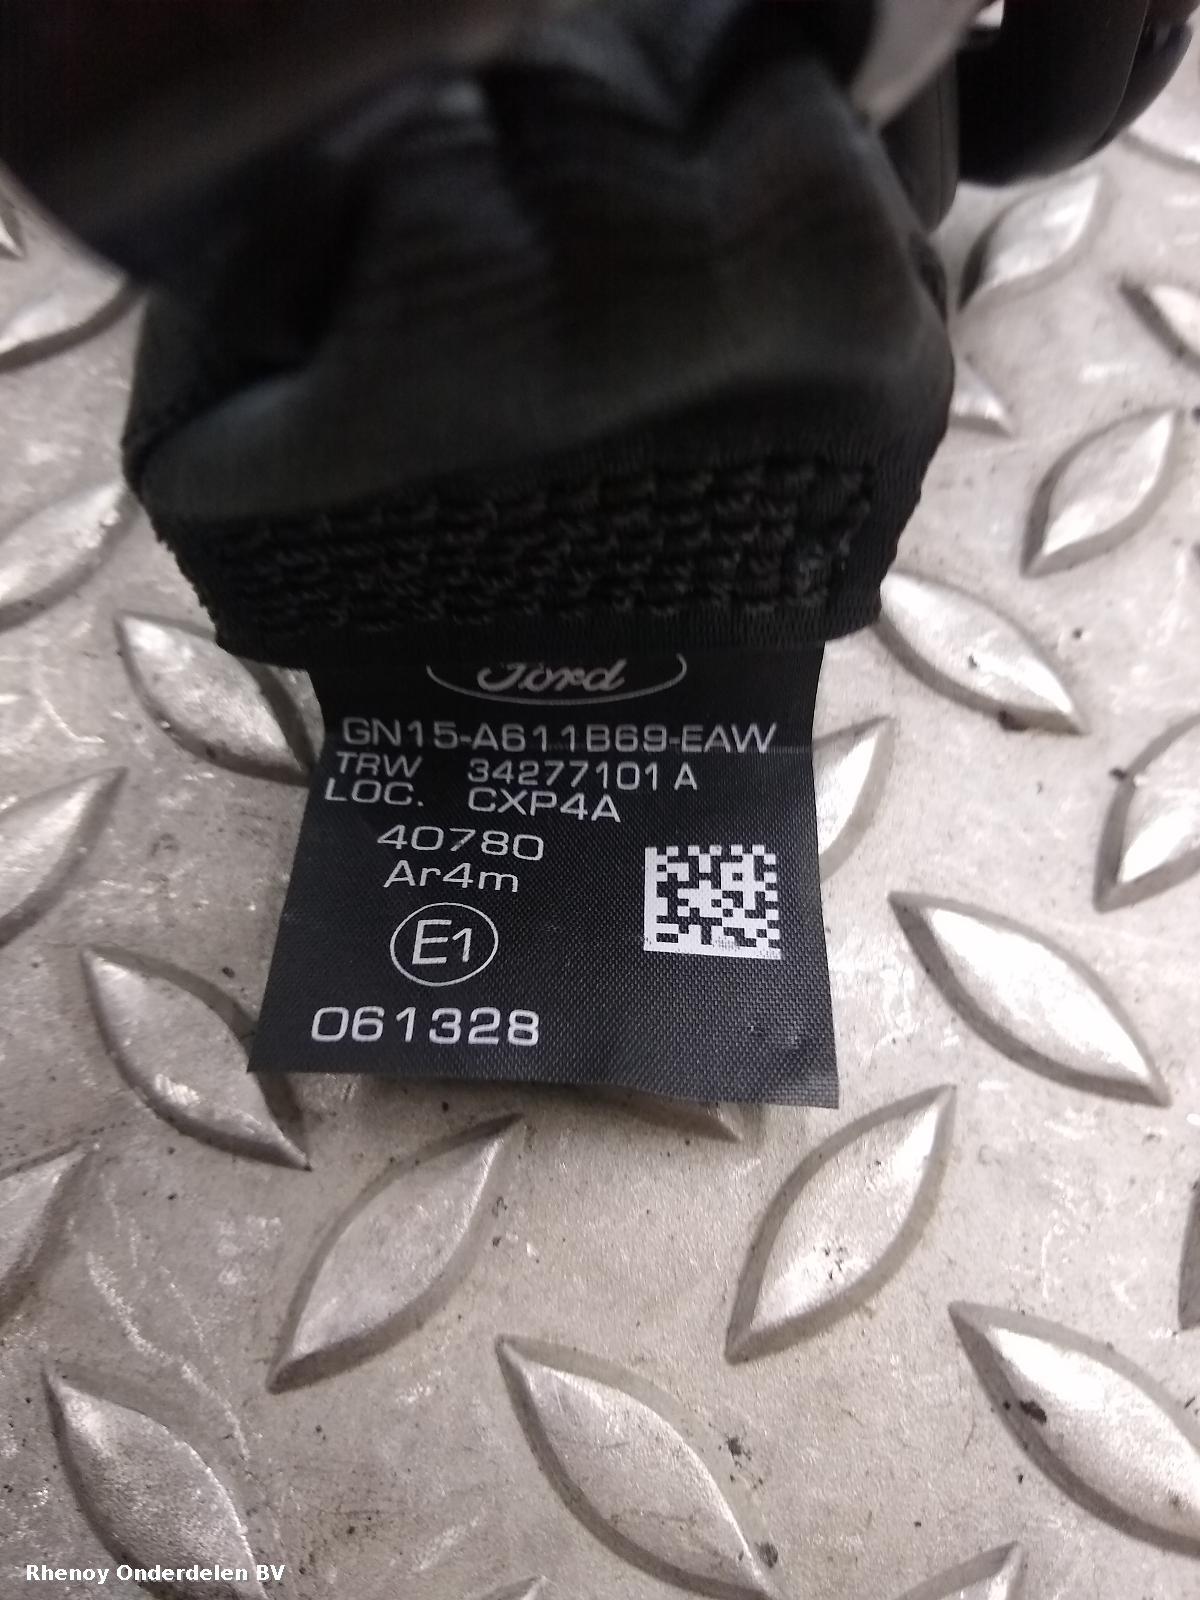 Ford
GN15-A611B69-EAW
TRW 34277101 A
LOC. CXP4A
40780
Ar4m
E1
061328
Rhenoy Onderdelen BV